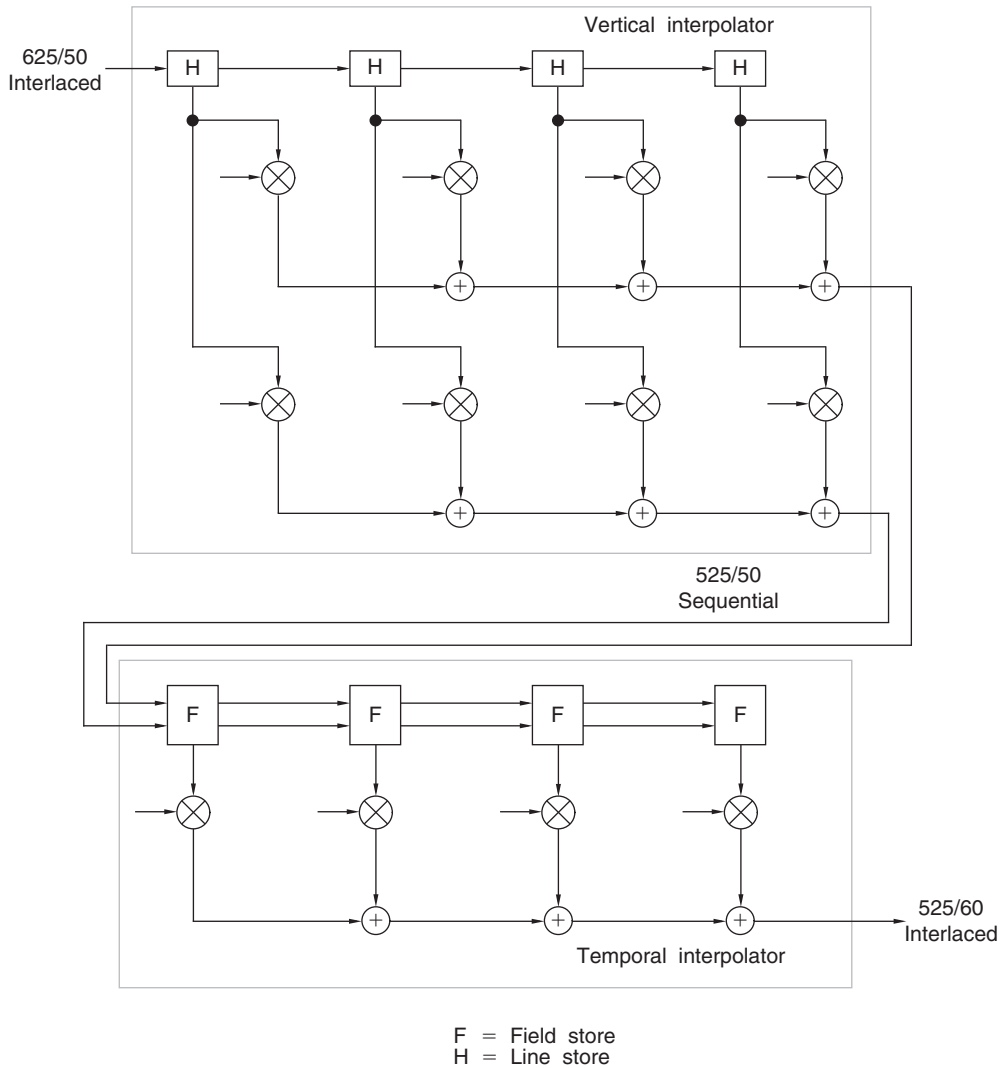 Vertical interpolator
625/50
Interlaced
H H H H
+ + +
+ + +
525/50
Sequential
F F F F
+ + +
525/60
Interlaced
Temporal interpolator
F = Field store
H = Line store